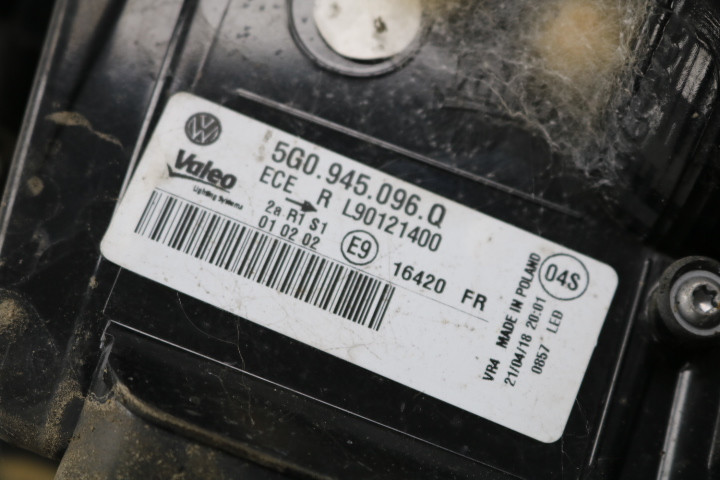 5G0.945.096.Q
Valeo
Lighting Systems
ECE R L90121400
2a R1 S1
01 02 02
E9
16420 FR
04S
VR4 MADE IN POLAND
21/04/18 20:01
0857 LED